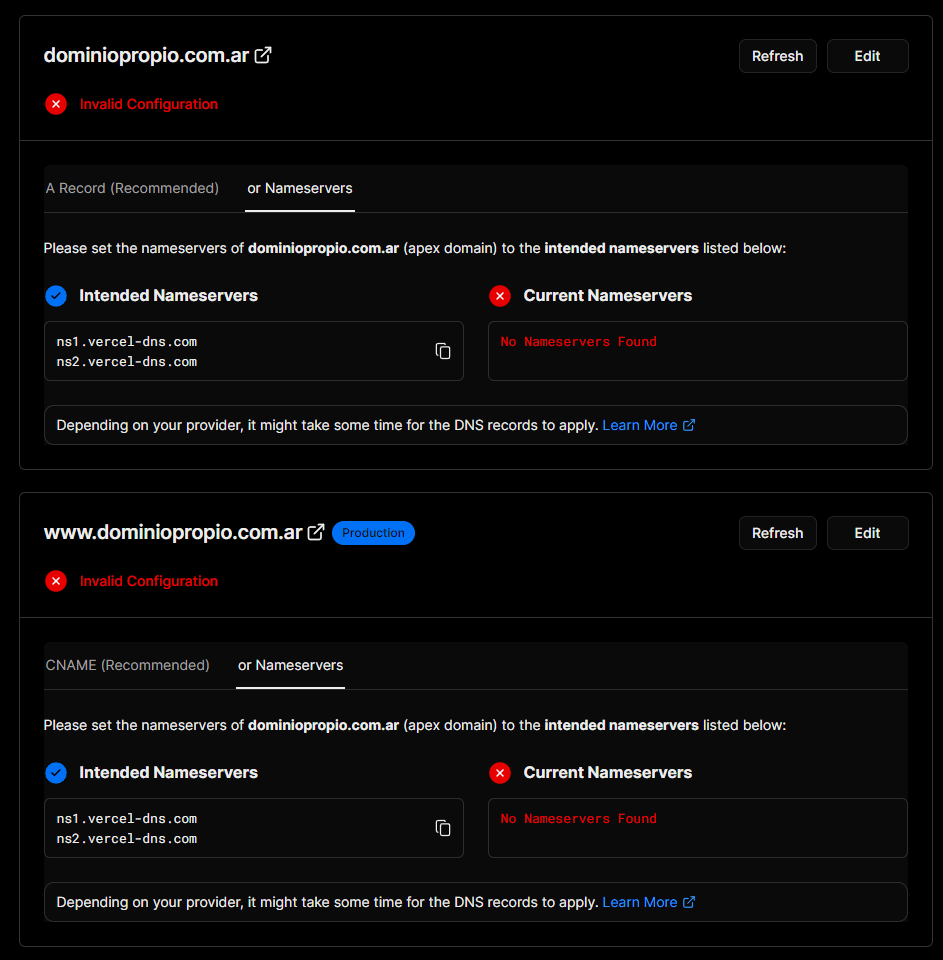 dominiopropio.com.ar
Refresh
Edit
Invalid Configuration
A Record (Recommended)
or Nameservers
Please set the nameservers of dominiopropio.com.ar (apex domain) to the intended nameservers listed below:
Intended Nameservers
Current Nameservers
ns1.vercel-dns.com
ns2.vercel-dns.com
No Nameservers Found
Depending on your provider, it might take some time for the DNS records to apply. Learn More
www.dominiopropio.com.ar
Production
Refresh
Edit
Invalid Configuration
CNAME (Recommended)
or Nameservers
Please set the nameservers of dominiopropio.com.ar (apex domain) to the intended nameservers listed below:
Intended Nameservers
Current Nameservers
ns1.vercel-dns.com
ns2.vercel-dns.com
No Nameservers Found
Depending on your provider, it might take some time for the DNS records to apply. Learn More